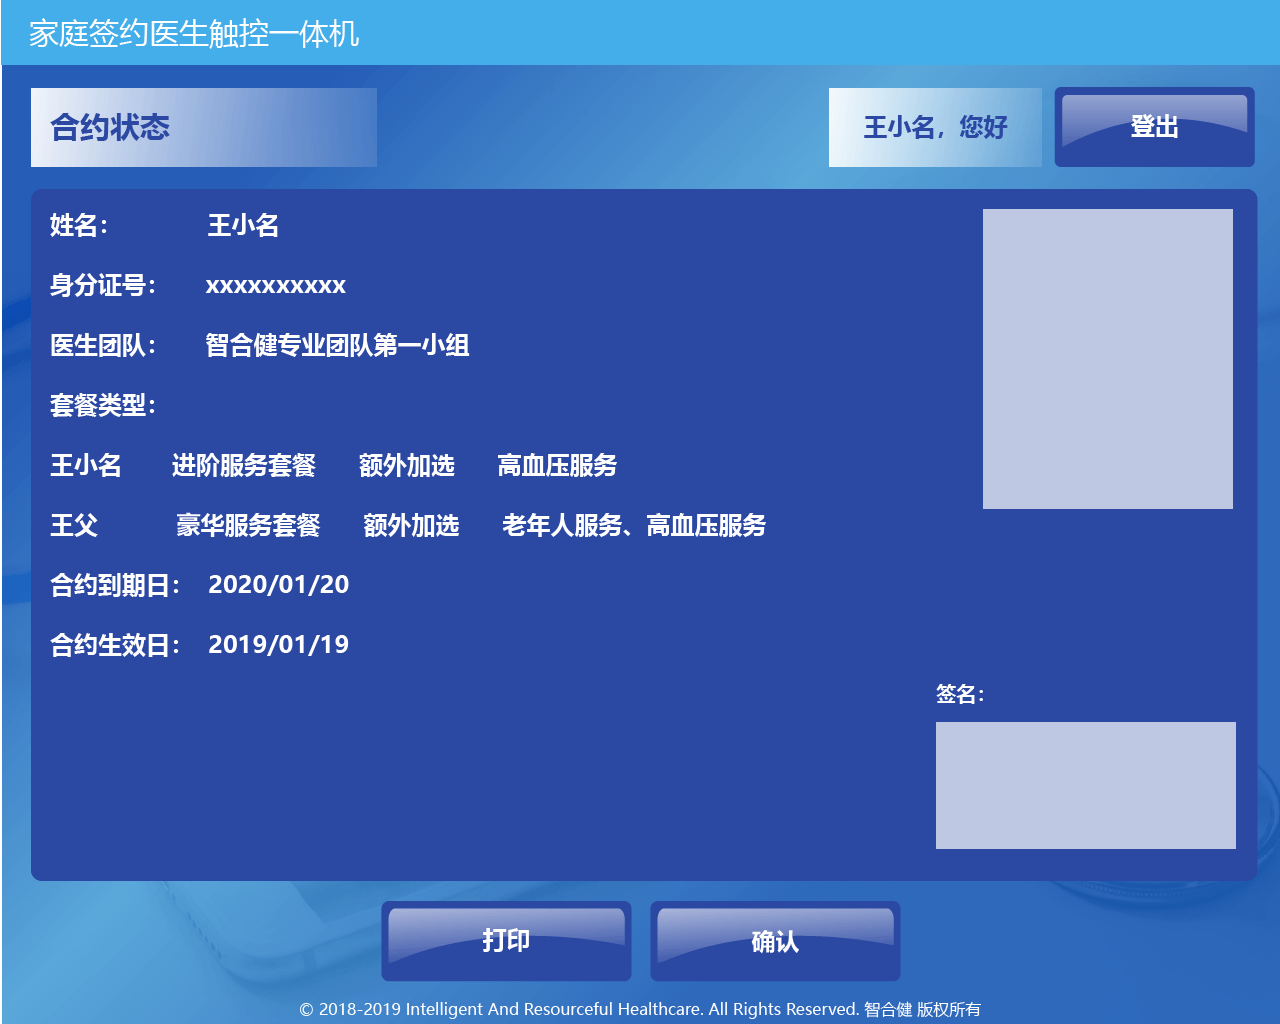 家庭签约医生触控一体机
合约状态
王小名，您好
登出
姓名： 王小名
身分证号： xxxxxxxxxx
医生团队： 智合健专业团队第一小组
套餐类型：
王小名 进阶服务套餐 额外加选 高血压服务
王父 豪华服务套餐 额外加选 老年人服务、高血压服务
合约到期日： 2020/01/20
合约生效日： 2019/01/19
签名：
打印
确认
© 2018-2019 Intelligent And Resourceful Healthcare. All Rights Reserved. 智合健 版权所有